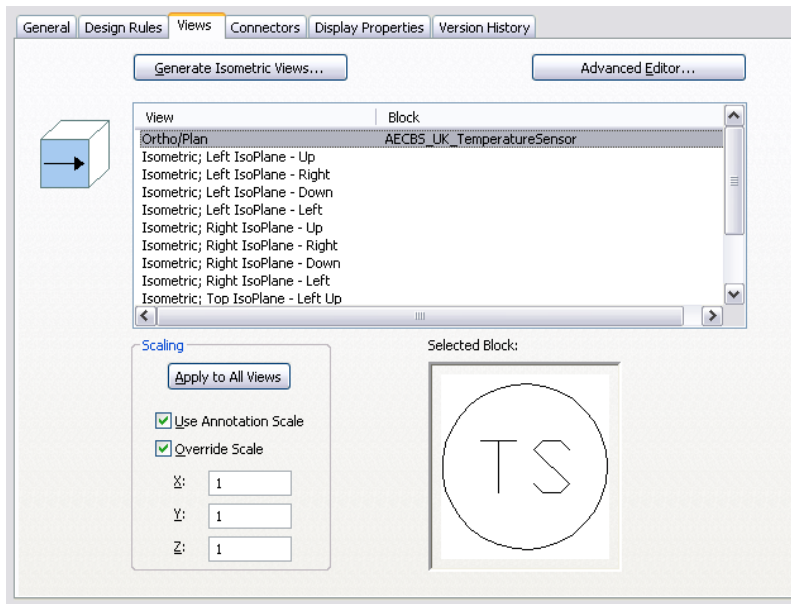 General Design Rules Views Connectors Display Properties Version History
Generate Isometric Views... Advanced Editor...
View Block
Ortho/Plan AECBS_UK_TemperatureSensor
Isometric; Left IsoPlane - Up
Isometric; Left IsoPlane - Right
Isometric; Left IsoPlane - Down
Isometric; Left IsoPlane - Left
Isometric; Right IsoPlane - Up
Isometric; Right IsoPlane - Right
Isometric; Right IsoPlane - Down
Isometric; Right IsoPlane - Left
Isometric; Top IsoPlane - Left Up
Scaling
Selected Block:
Apply to All Views
Use Annotation Scale
Override Scale
X: 1
Y: 1
Z: 1
TS